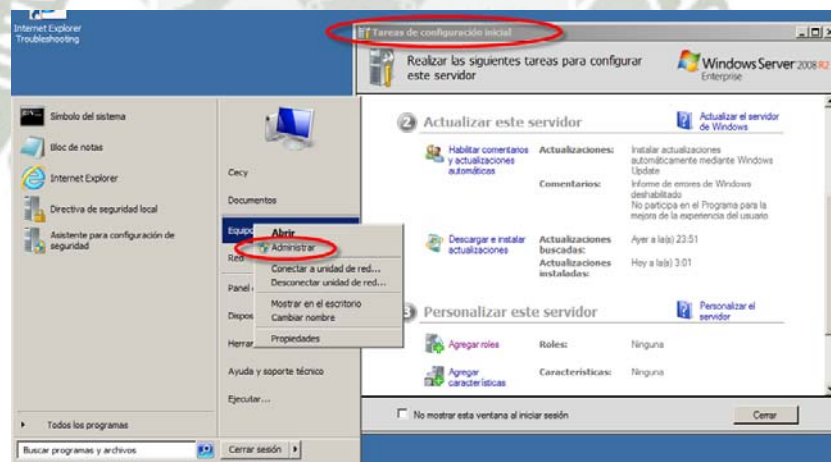 Internet Explorer
Troubleshooting
Tareas de configuración inicial
Realizar las siguientes tareas para configurar
este servidor
Windows Server 2008 R2
Enterprise
Símbolo del sistema
Bloc de notas
Internet Explorer
Directiva de seguridad local
Asistente para configuración de
seguridad
Todos los programas
Buscar programas y archivos
Cecy
Documentos
Equipo
Red
Panel
Dispos
Herrar
Ayuda y soporte técnico
Ejecutar...
Cerrar sesión
Abrir
Administrar
Conectar a unidad de red...
Desconectar unidad de red...
Mostrar en el escritorio
Cambiar nombre
Propiedades
2 Actualizar este servidor
Actualizar el servidor
de Windows
Habilitar comentarios
y actualizaciones
automáticas
Actualizaciones:
Instalar actualizaciones
automáticamente mediante Windows
Update
Comentarios:
Informe de errores de Windows
deshabilitado
No participa en el Programa para la
mejora de la experiencia del usuario
Descargar e instalar
actualizaciones
Actualizaciones
buscadas:
Ayer a la(s) 23:51
Actualizaciones
instaladas:
Hoy a la(s) 3:01
3 Personalizar este servidor
Personalizar el
servidor
Agregar roles
Roles:
Ninguna
Agregar
características
Características:
Ninguna
No mostrar esta ventana al iniciar sesión
Cerrar